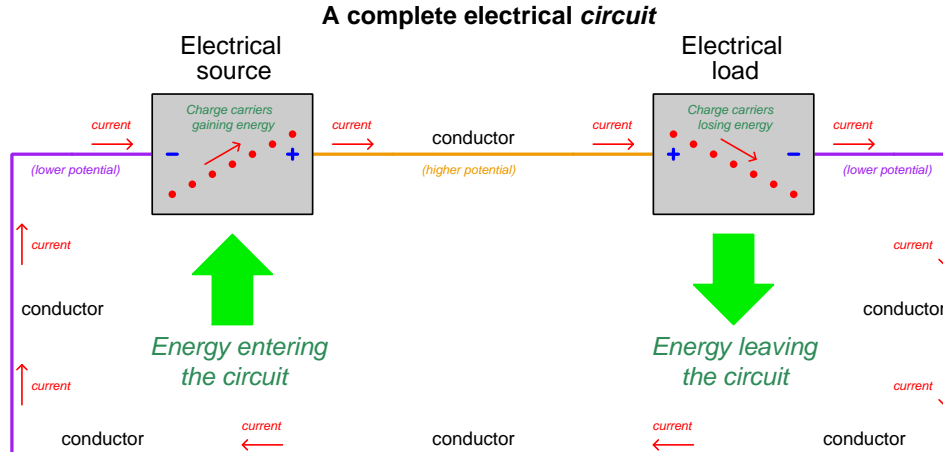 A complete electrical circuit
Electrical
source
Electrical
load
Charge carriers
gaining energy
Charge carriers
losing energy
current
current
conductor
current
current
−
+
+
−
(lower potential)
(higher potential)
(lower potential)
current
current
conductor
conductor
Energy entering
the circuit
Energy leaving
the circuit
current
current
conductor
current
conductor
current
conductor